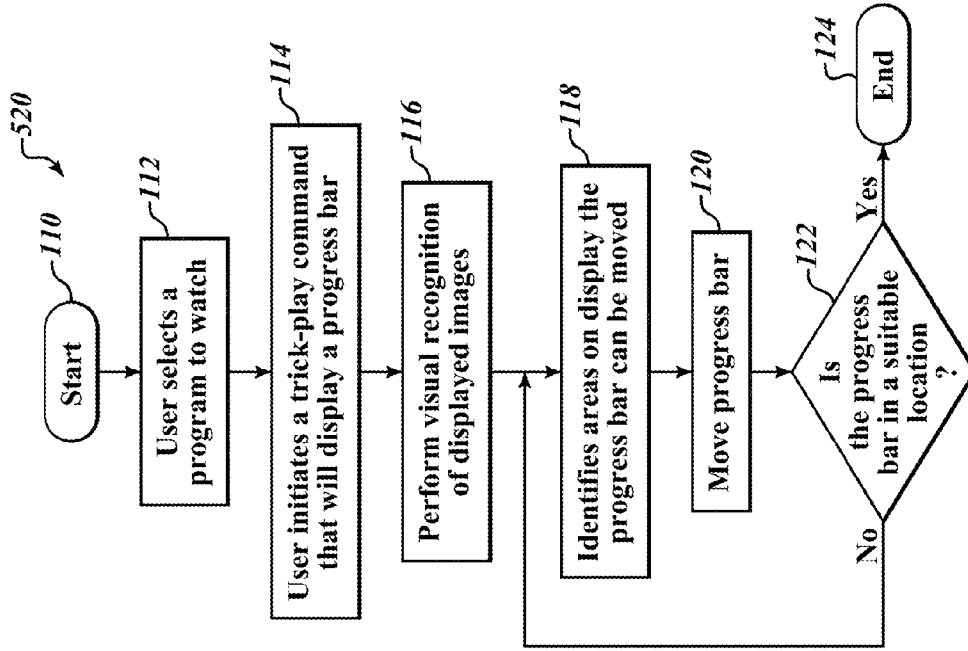 520
Start
110
User selects a
program to watch
112
User initiates a trick-play command
that will display a progress bar
114
Perform visual recognition
of displayed images
116
Identifies areas on display the
progress bar can be moved
118
Move progress bar
120
Is
the progress
bar in a suitable
location
?
122
No
Yes
End
124